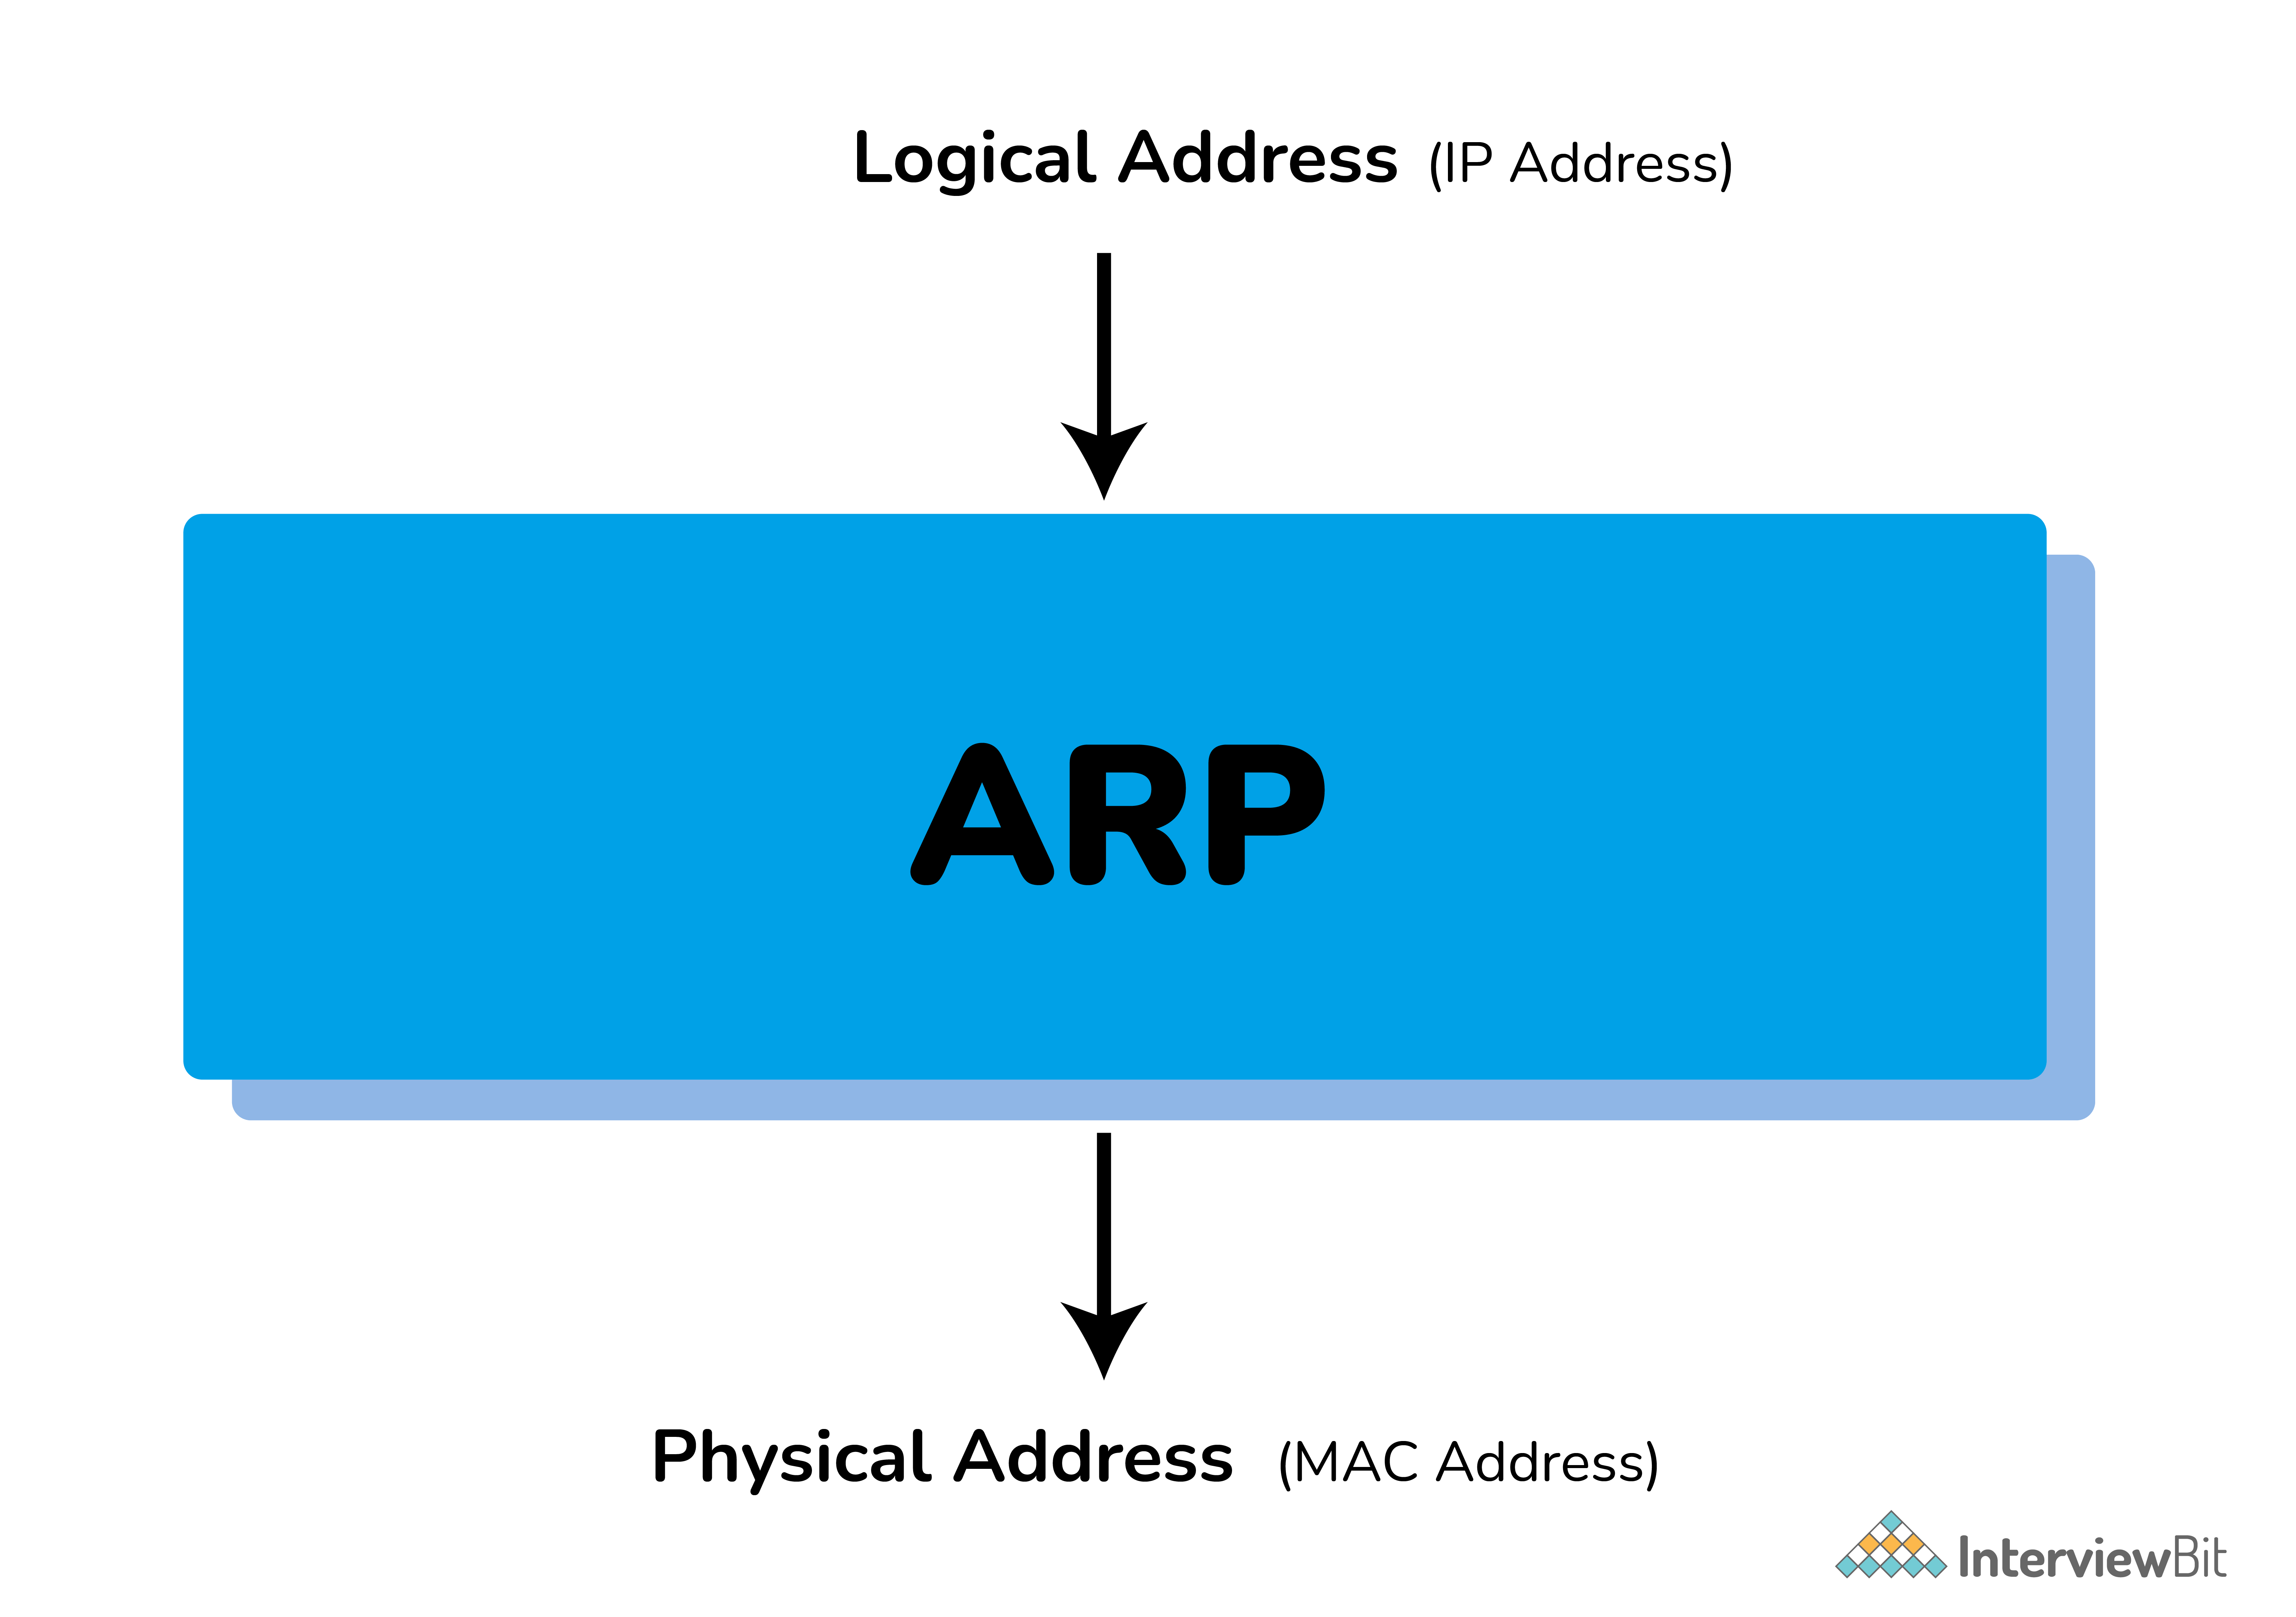 Logical Address (IP Address)
ARP
Physical Address (MAC Address)
InterviewBit